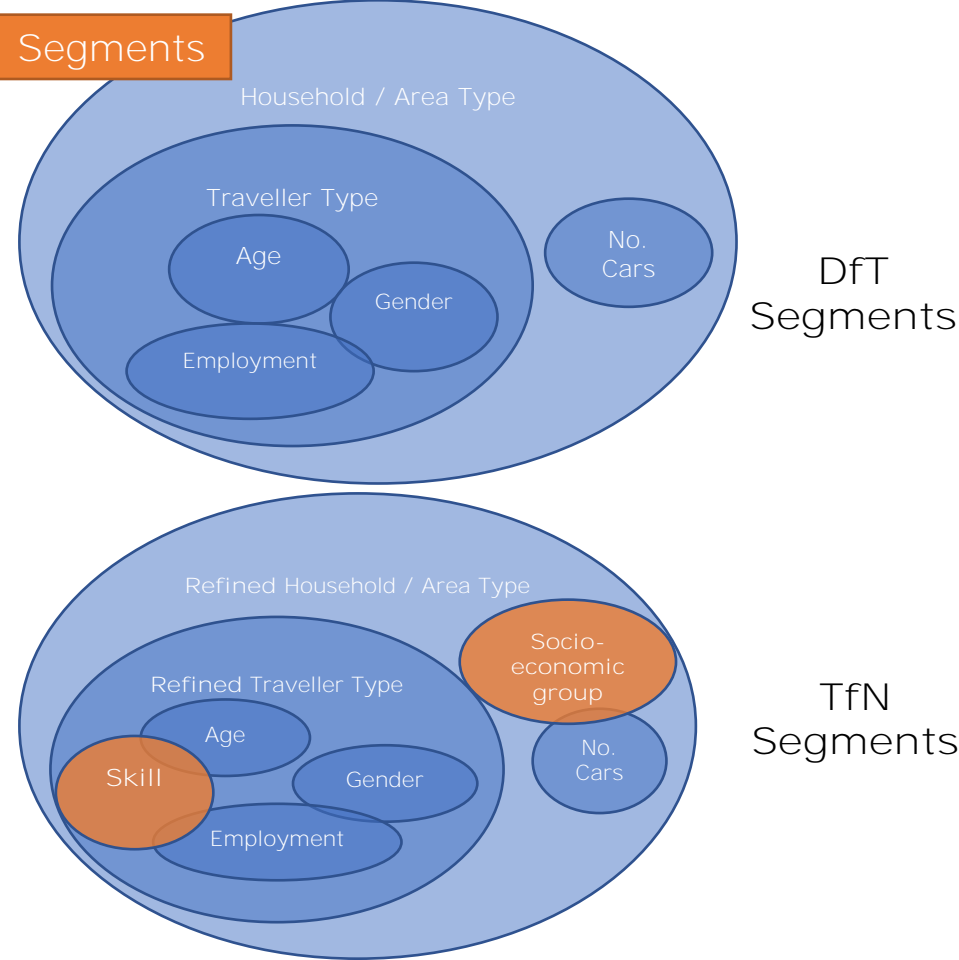 Segments
Household / Area Type
Traveller Type
Age
Gender
Employment
No.
Cars
DfT
Segments
Refined Household / Area Type
Socio-
economic
group
Refined Traveller Type
Age
Skill
Gender
Employment
No.
Cars
TfN
Segments